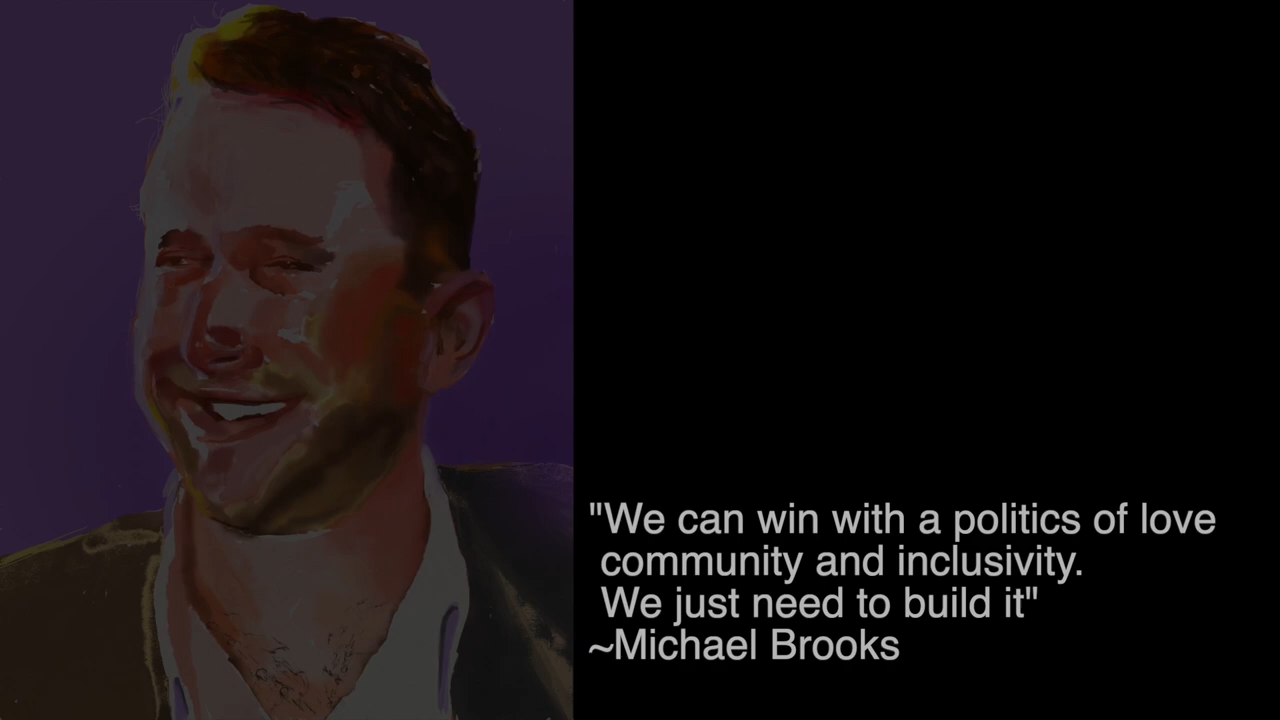 "We can win with a politics of love
community and inclusivity.
We just need to build it"
~Michael Brooks